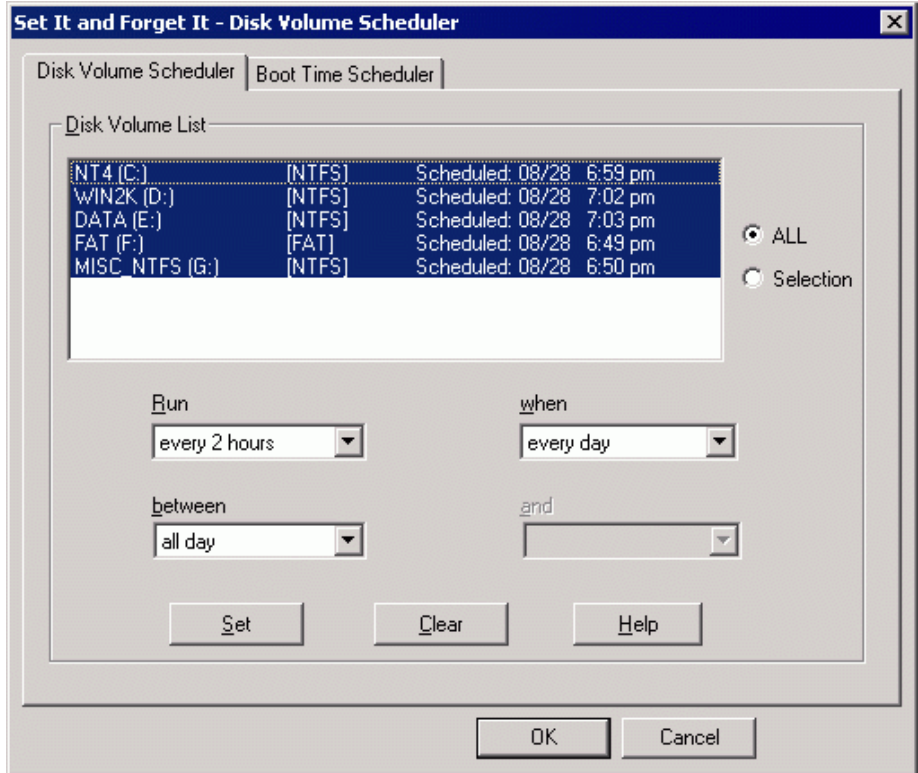 Set It and Forget It - Disk Volume Scheduler
Disk Volume Scheduler Boot Time Scheduler
Disk Volume List
NT4 (C:) [NTFS] Scheduled: 08/28 6:59 pm
WIN2K (D:) [NTFS] Scheduled: 08/28 7:02 pm
DATA (E:) [NTFS] Scheduled: 08/28 7:03 pm
FAT (F:) [FAT] Scheduled: 08/28 6:49 pm
MISC_NTFS (G:) [NTFS] Scheduled: 08/28 6:50 pm
ALL
Selection
Run when
every 2 hours every day
between and
all day
Set Clear Help
OK Cancel